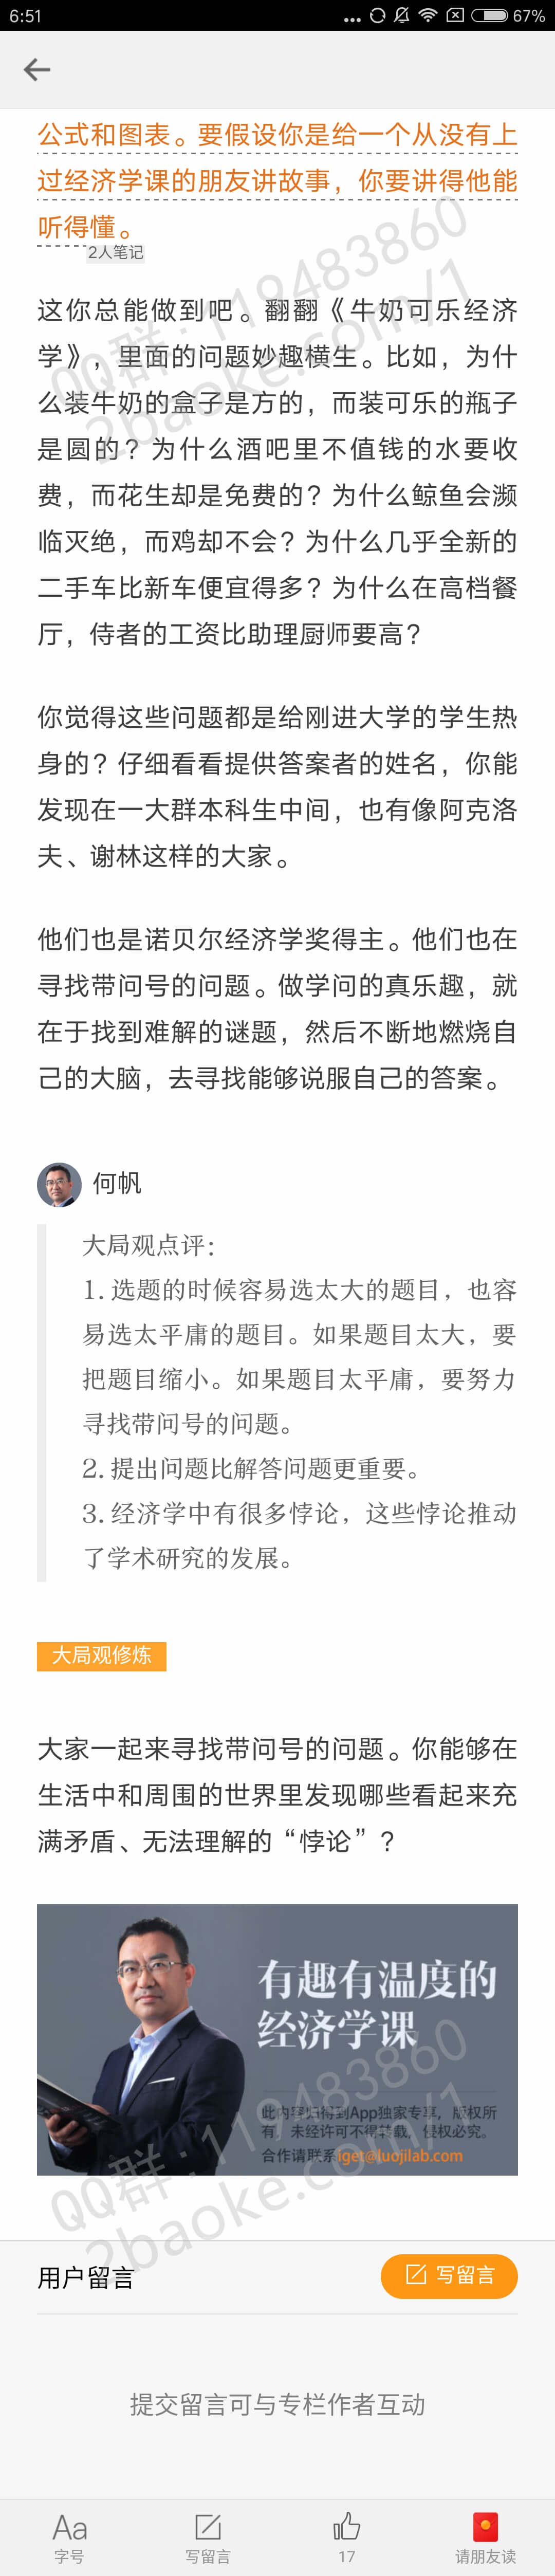 6:51
67%
公式和图表。要假设你是给一个从没有上
过经济学课的朋友讲故事，你要讲得他能
听得懂。
2人笔记
这你总能做到吧。翻翻《牛奶可乐经济
学》，里面的问题妙趣横生。比如，为什
么装牛奶的盒子是方的，而装可乐的瓶子
是圆的？为什么酒吧里不值钱的水要收
费，而花生却是免费的？为什么鲸鱼会濒
临灭绝，而鸡却不会？为什么几乎全新的
二手车比新车便宜得多？为什么在高档餐
厅，侍者的工资比助理厨师要高？
QQ群:119483860
2baoke.com/1
你觉得这些问题都是给刚进大学的学生热
身的？仔细看看提供答案者的姓名，你能
发现在一大群本科生中间，也有像阿克洛
夫、谢林这样的大家。
他们也是诺贝尔经济学奖得主。他们也在
寻找带问号的问题。做学问的真乐趣，就
在于找到难解的谜题，然后不断地燃烧自
己的大脑，去寻找能够说服自己的答案。
何帆
大局观点评：
1. 选题的时候容易选太大的题目，也容
易选太平庸的题目。如果题目太大，要
把题目缩小。如果题目太平庸，要努力
寻找带问号的问题。
2. 提出问题比解答问题更重要。
3. 经济学中有很多悖论，这些悖论推动
了学术研究的发展。
大局观修炼
大家一起来寻找带问号的问题。你能够在
生活中和周围的世界里发现哪些看起来充
满矛盾、无法理解的“悖论”？
有趣有温度的
经济学课
此内容归得到App独家专享，版权所
有，未经许可不得转载，侵权必究。
合作请联系iget@luojilab.com
QQ群:119483860
2baoke.com/1
用户留言
写留言
提交留言可与专栏作者互动
Aa
字号
写留言
17
请朋友读